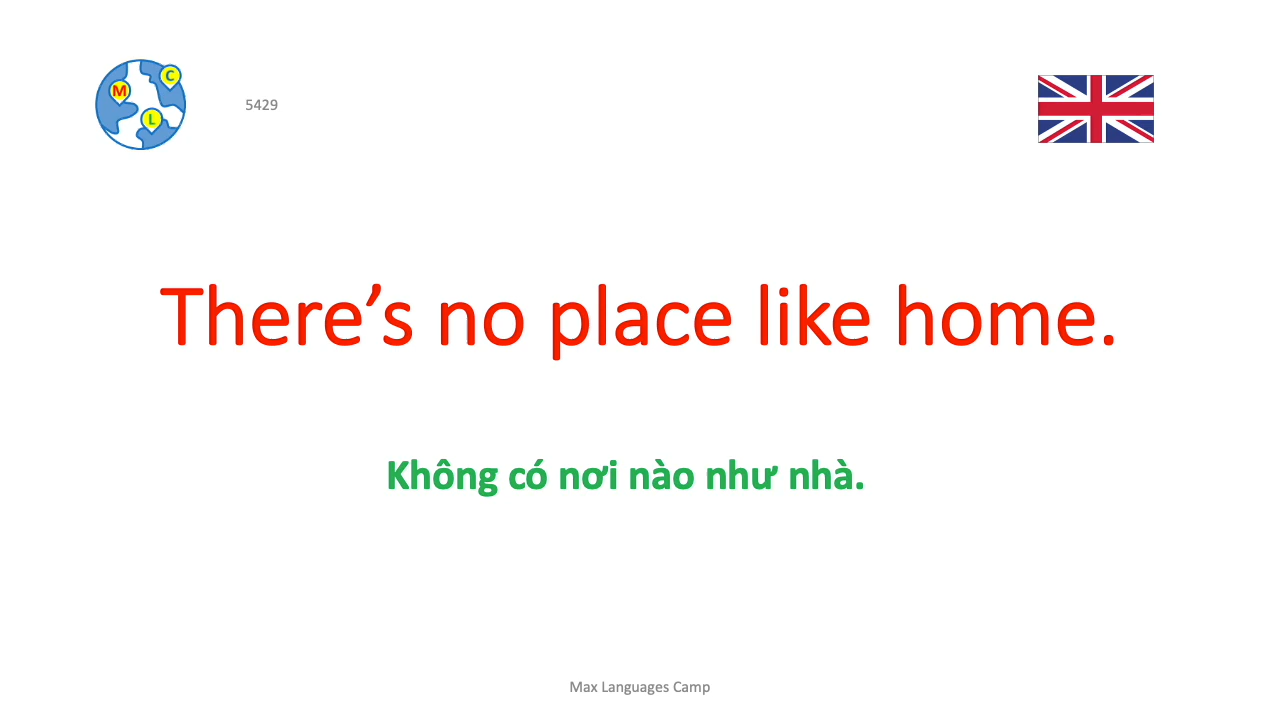 C
M
L
5429
There’s no place like home.
Không có nơi nào như nhà.
Max Languages Camp